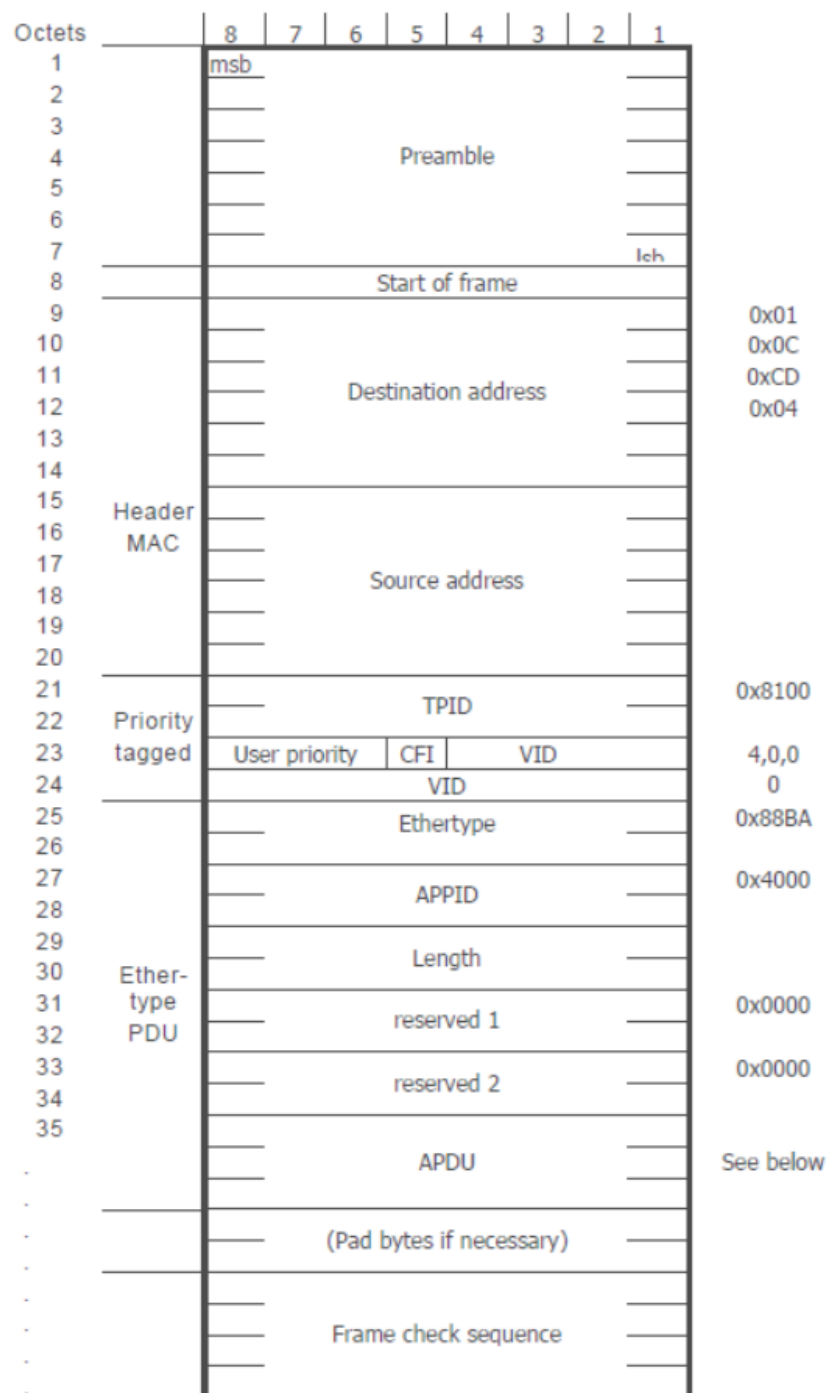 Octets 8 7 6 5 4 3 2 1
1 msb
2
3
4 Preamble
5
6
7
8 Start of frame
9 0x01
10 0x0C
11 0xCD
Destination address
12 0x04
13
14
15
Header
16
MAC
17
Source address
18
19
20
21 0x8100
TPID
22 Priority
23 tagged User priority CFI VID 4,0,0
24 VID 0
25 Ethertype 0x88BA
26
27 0x4000
APPID
28
29
Length
30 Ether-
31 type 0x0000
reserved 1
32 PDU
33 0x0000
reserved 2
34
35
APDU See below
(Pad bytes if necessary)
Frame check sequence